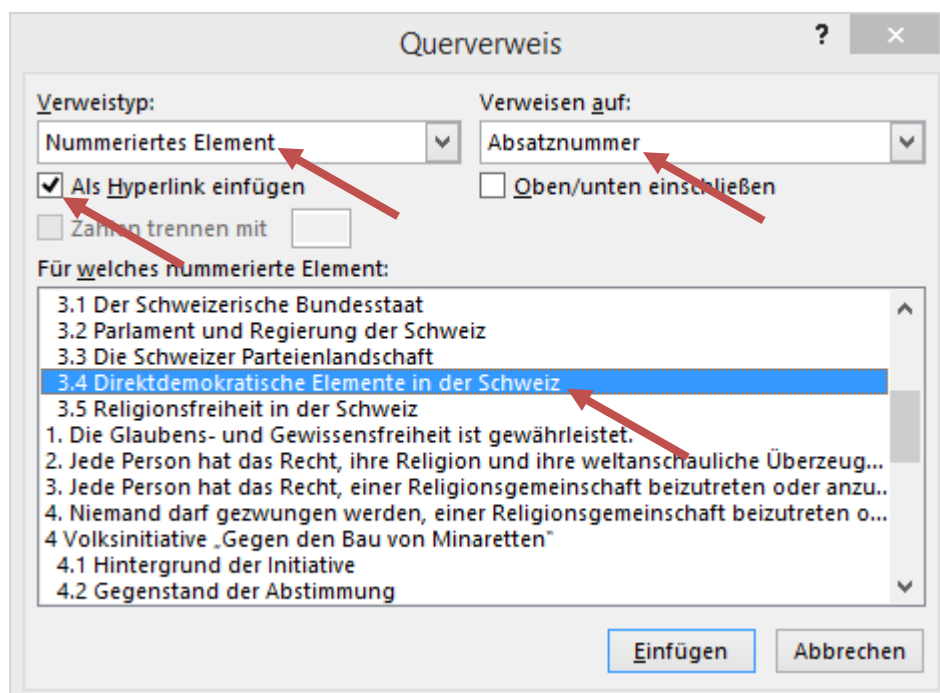 Querverweis ? ×
Verweistyp: Verweisen auf:
Nummeriertes Element Absatznummer
Als Hyperlink einfügen Oben/unten einschließen
Zahlen trennen mit
Für welches nummerierte Element:
3.1 Der Schweizerische Bundesstaat
3.2 Parlament und Regierung der Schweiz
3.3 Die Schweizer Parteienlandschaft
3.4 Direktdemokratische Elemente in der Schweiz
3.5 Religionsfreiheit in der Schweiz
1. Die Glaubens- und Gewissensfreiheit ist gewährleistet.
2. Jede Person hat das Recht, ihre Religion und ihre weltanschauliche Überzeug...
3. Jede Person hat das Recht, einer Religionsgemeinschaft beizutreten oder anzu..
4. Niemand darf gezwungen werden, einer Religionsgemeinschaft beizutreten o...
4 Volksinitiative „Gegen den Bau von Minaretten“
4.1 Hintergrund der Initiative
4.2 Gegenstand der Abstimmung
Einfügen Abbrechen